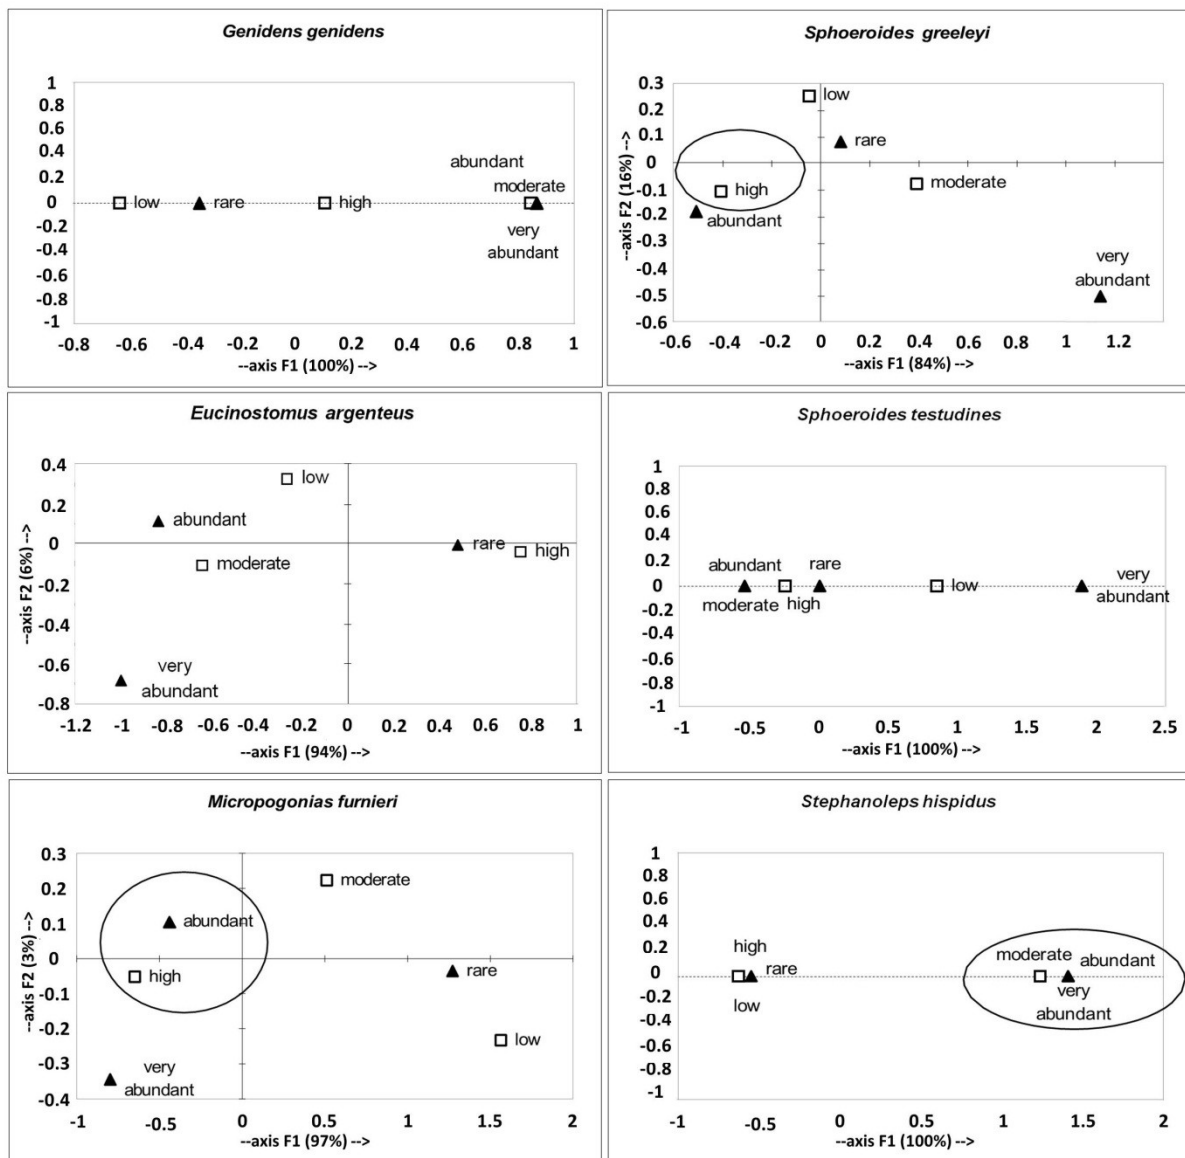 Genidens genidens
1
0.8
0.6
0.4
0.2
0
-0.2
-0.4
-0.6
-0.8
-1
low
rare
high
abundant
moderate
very
abundant
-0.8 -0.6 -0.4 -0.2 0 0.2 0.4 0.6 0.8 1
--axis F1 (100%) -->
Sphoeroides greeleyi
--axis F2 (16%) -->
0.3
0.2
0.1
0
-0.1
-0.2
-0.3
-0.4
-0.5
-0.6
low
rare
high
moderate
abundant
very
abundant
-0.6 -0.4 -0.2 0 0.2 0.4 0.6 0.8 1 1.2
--axis F1 (84%) -->
Eucinostomus argenteus
--axis F2 (6%) -->
0.4
0.2
0
-0.2
-0.4
-0.6
-0.8
low
abundant
moderate
rare
high
very
abundant
-1.2 -1 -0.8 -0.6 -0.4 -0.2 0 0.2 0.4 0.6 0.8 1
--axis F1 (94%) -->
Sphoeroides testudines
1
0.8
0.6
0.4
0.2
0
-0.2
-0.4
-0.6
-0.8
-1
abundant
moderate
rare
high
low
very
abundant
-1 -0.5 0 0.5 1 1.5 2 2.5
--axis F1 (100%) -->
Micropogonias furnieri
--axis F2 (3%) -->
0.3
0.2
0.1
0
-0.1
-0.2
-0.3
-0.4
moderate
abundant
high
rare
low
very
abundant
-1 -0.5 0 0.5 1 1.5 2
--axis F1 (97%) -->
Stephanoleps hispidus
1
0.8
0.6
0.4
0.2
0
-0.2
-0.4
-0.6
-0.8
-1
high
rare
low
moderate
abundant
very
abundant
-1 -0.5 0 0.5 1 1.5 2
--axis F1 (100%) -->